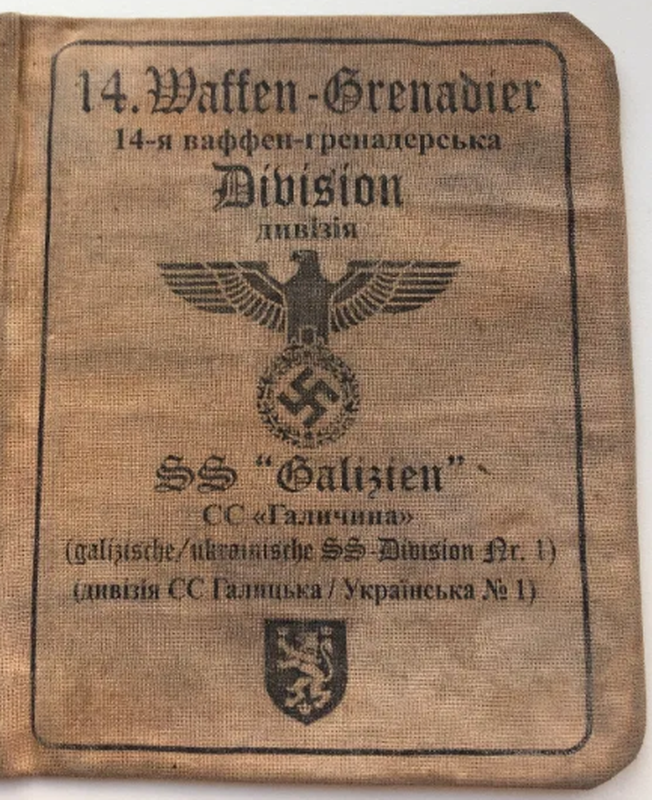 14. Waffen-Grenadier
14-я ваффен-гренадерська
Division
дивізія
SS "Galizien"
СС «Галичина»
(galizische/ukrainische SS-Division Nr. 1)
(дивізія СС Галицька / Українська № 1)